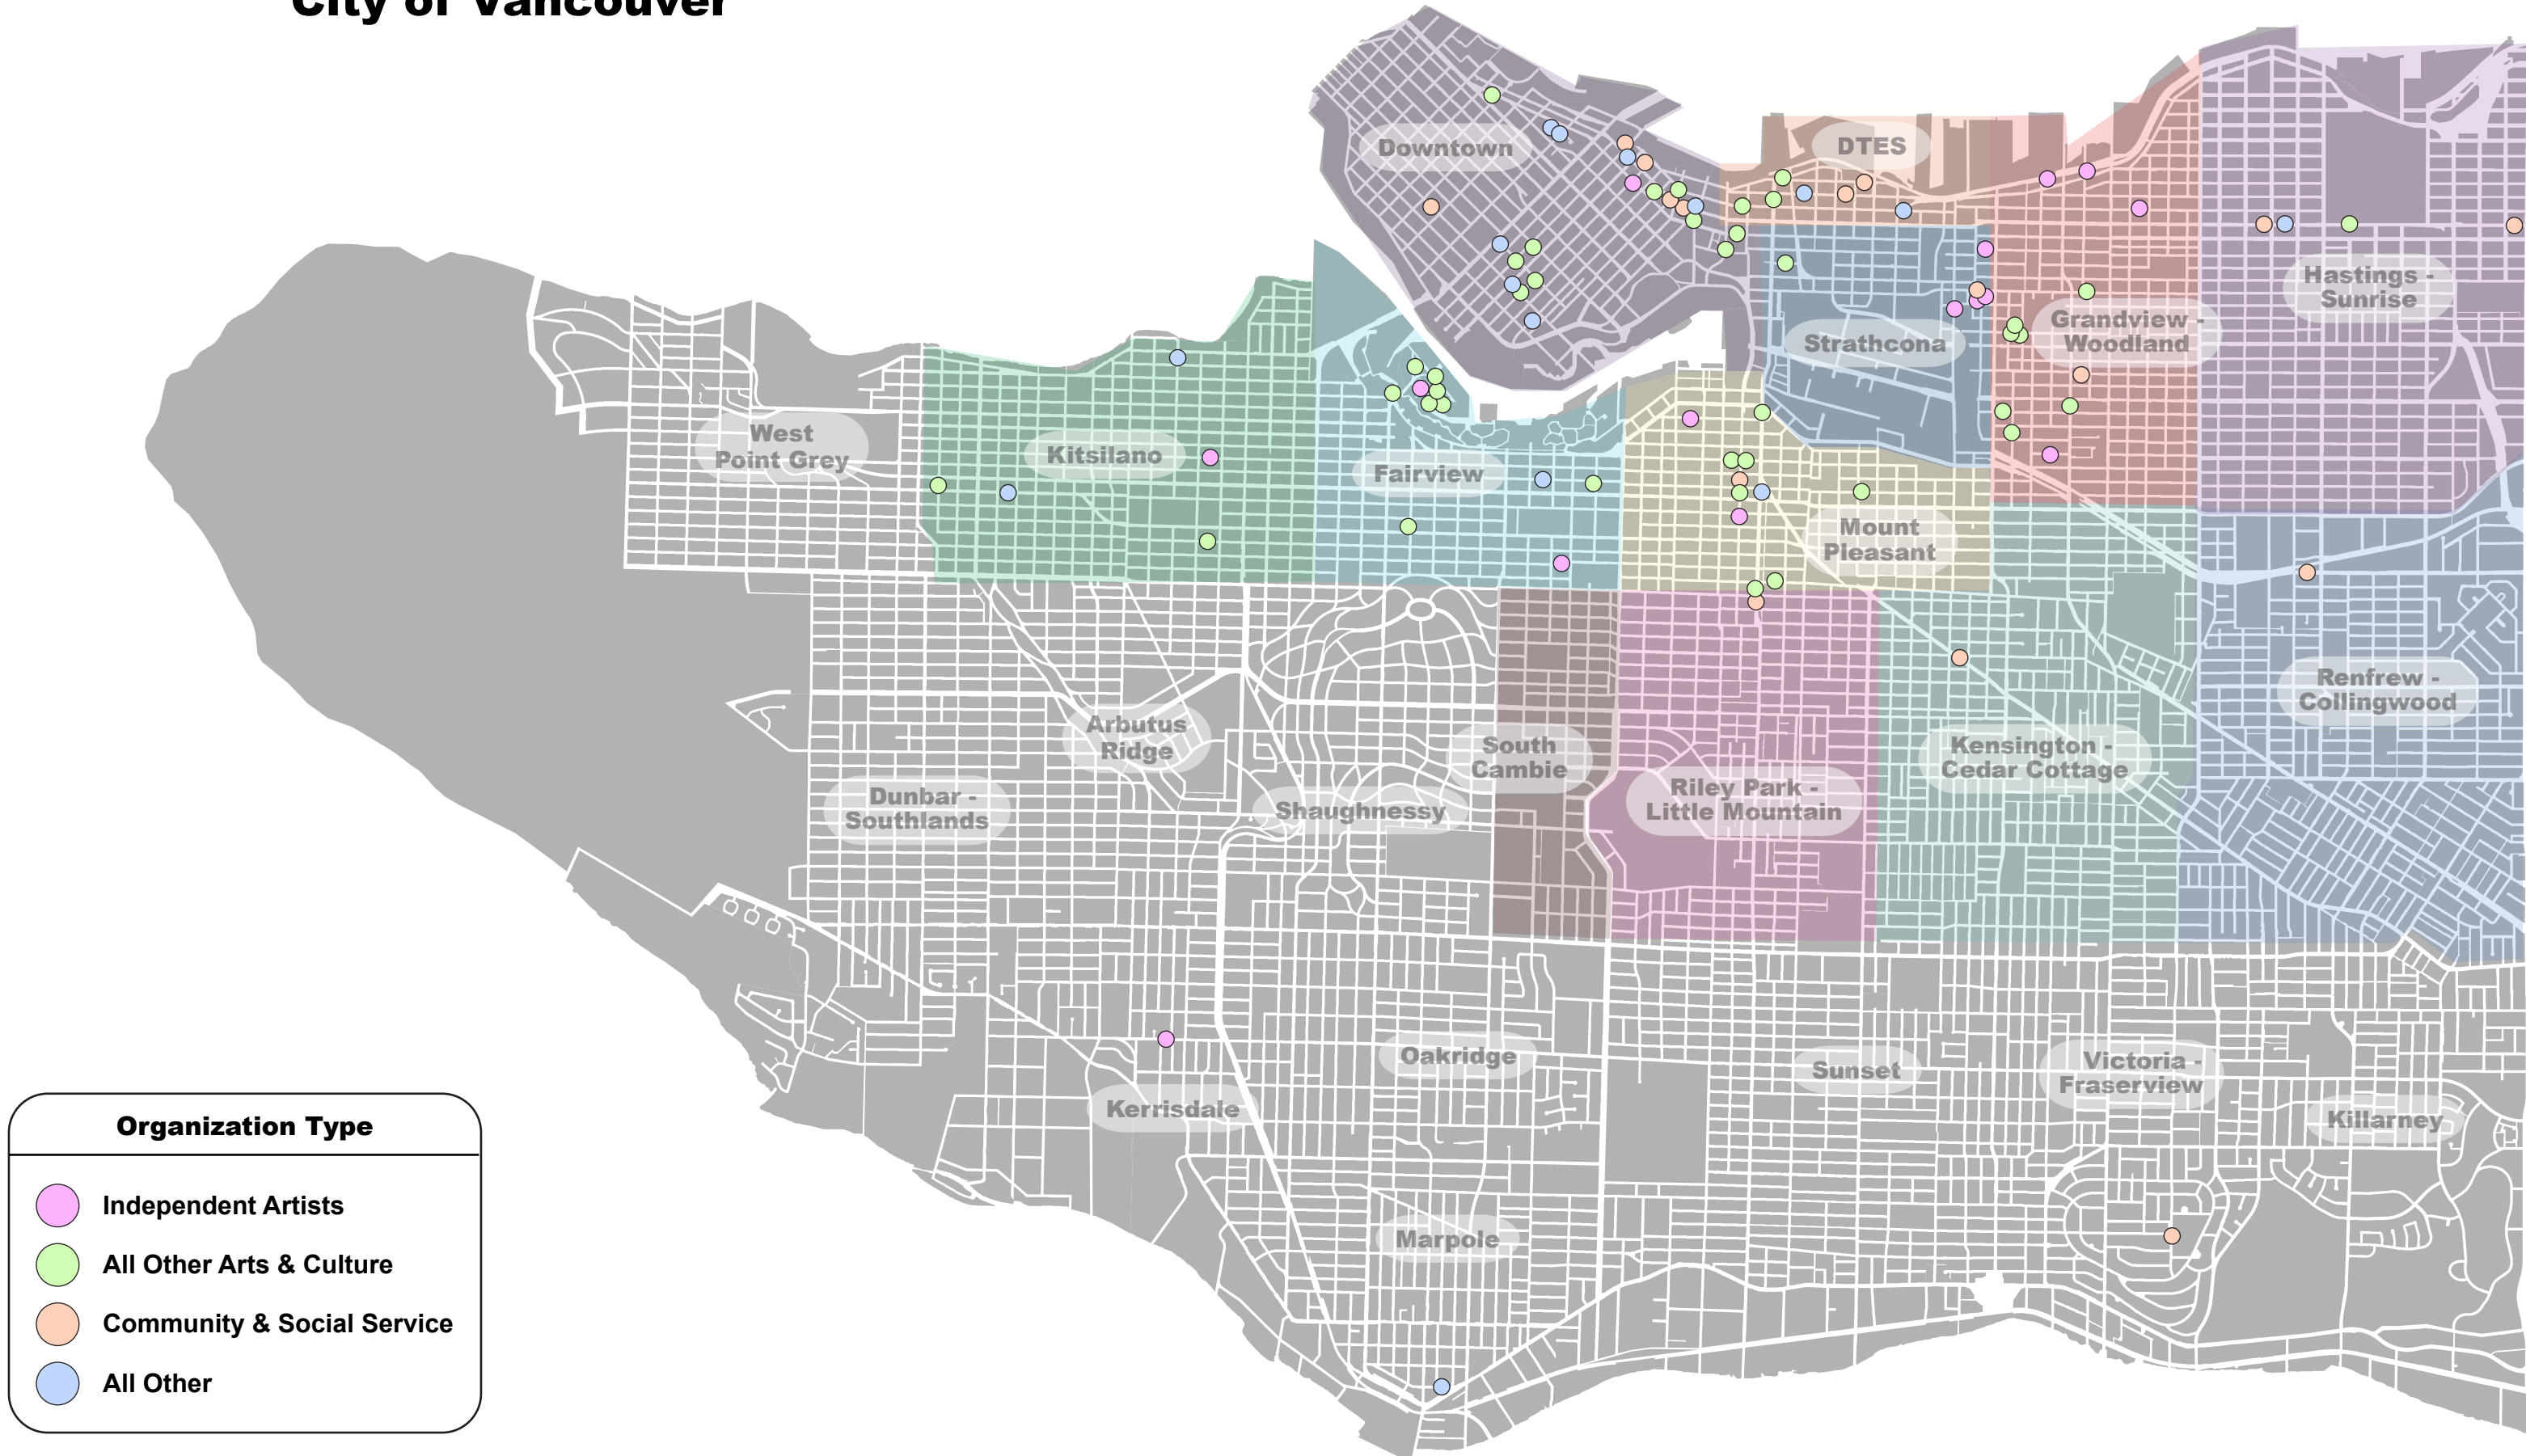 City of Vancouver
Downtown
DTES
Hastings -
Sunrise
Grandview -
Woodland
Strathcona
West
Point Grey
Kitsilano
Fairview
Mount
Pleasant
Renfrew -
Collingwood
Arbutus
Ridge
South
Cambie
Kensington -
Cedar Cottage
Dunbar -
Southlands
Shaughnessy
Riley Park -
Little Mountain
Oakridge
Sunset
Victoria -
Fraserview
Kerrisdale
Killarney
Marpole
Organization Type
Independent Artists
All Other Arts & Culture
Community & Social Service
All Other